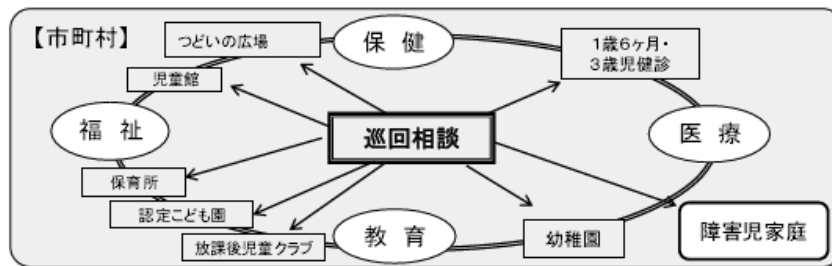 【市町村】
つどいの広場
保健
1歳6ヶ月・
3歳児健診
児童館
福祉
巡回相談
医療
保育所
認定こども園
放課後児童クラブ
教育
幼稚園
障害児家庭